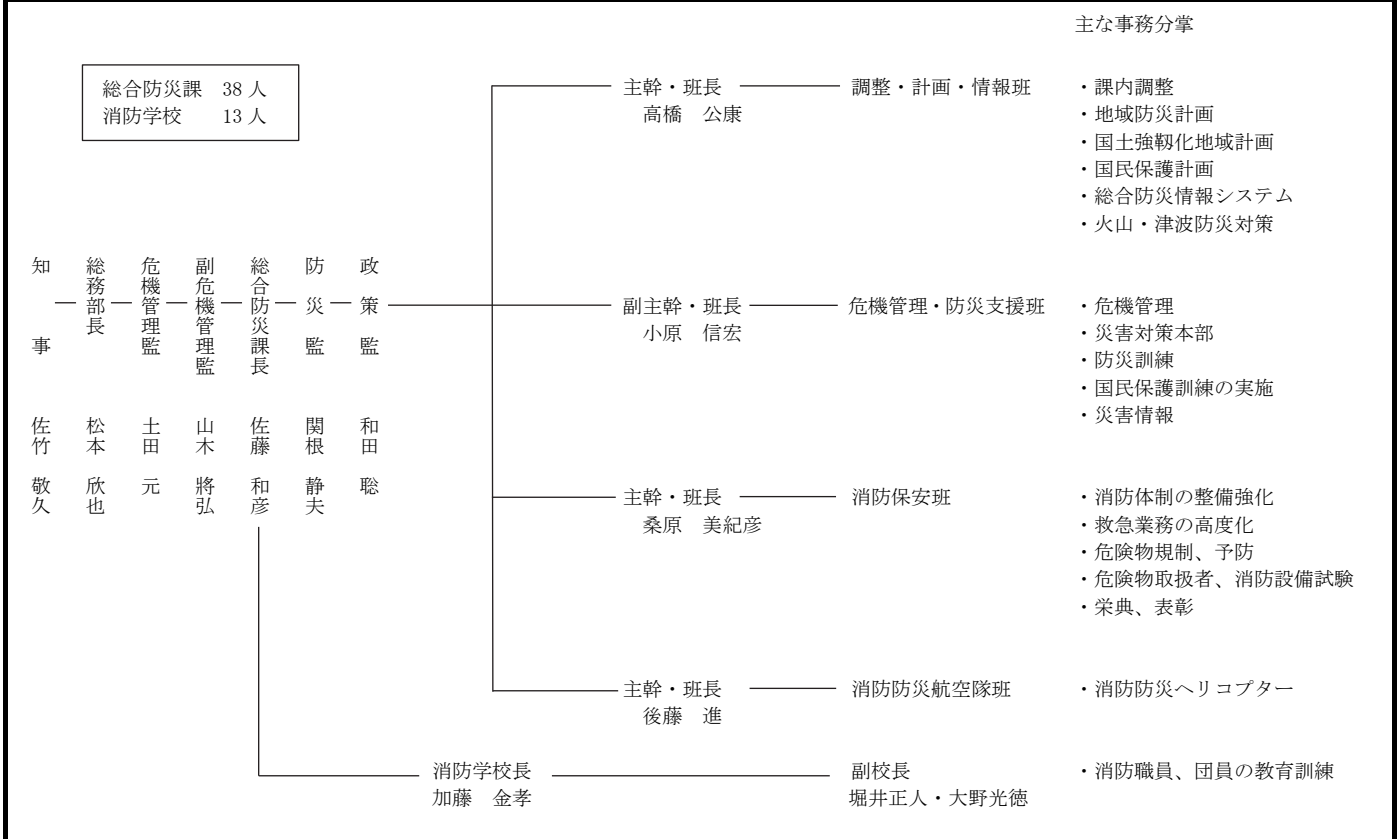 主な事務分掌
総合防災課　38 人
消防学校　　13 人
主幹・班長　調整・計画・情報班　・課内調整
高橋　公康　・地域防災計画
・国土強靱化地域計画
・国民保護計画
・総合防災情報システム
・火山・津波防災対策
知事　佐竹　敬久
総務部長　松本　欣也
危機管理監　土田　元
副危機管理監　山木　將弘
総合防災課長　佐藤　和彦
防災監　関根　静夫
政策監　和田　聡
副主幹・班長　危機管理・防災支援班　・危機管理
小原　信宏　・災害対策本部
・防災訓練
・国民保護訓練の実施
・災害情報
主幹・班長　消防保安班　・消防体制の整備強化
桑原　美紀彦　・救急業務の高度化
・危険物規制、予防
・危険物取扱者、消防設備試験
・栄典、表彰
主幹・班長　消防防災航空隊班　・消防防災ヘリコプター
後藤　進
消防学校長　副校長　・消防職員、団員の教育訓練
加藤　金孝　堀井正人・大野光徳